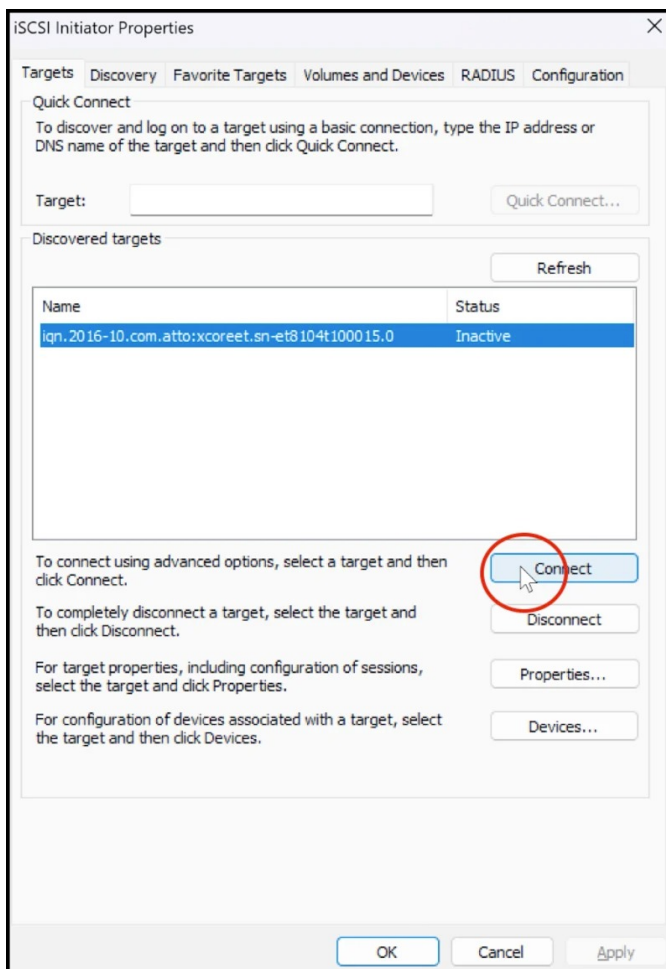 iSCSI Initiator Properties
Targets Discovery Favorite Targets Volumes and Devices RADIUS Configuration
Quick Connect
To discover and log on to a target using a basic connection, type the IP address or
DNS name of the target and then click Quick Connect.
Target:
Quick Connect...
Discovered targets
Refresh
Name Status
iqn.2016-10.com.atto:xcoreet.sn-et8104t100015.0 Inactive
To connect using advanced options, select a target and then
click Connect.
Connect
To completely disconnect a target, select the target and
then click Disconnect.
Disconnect
For target properties, including configuration of sessions,
select the target and click Properties.
Properties...
For configuration of devices associated with a target, select
the target and then click Devices.
Devices...
OK Cancel Apply